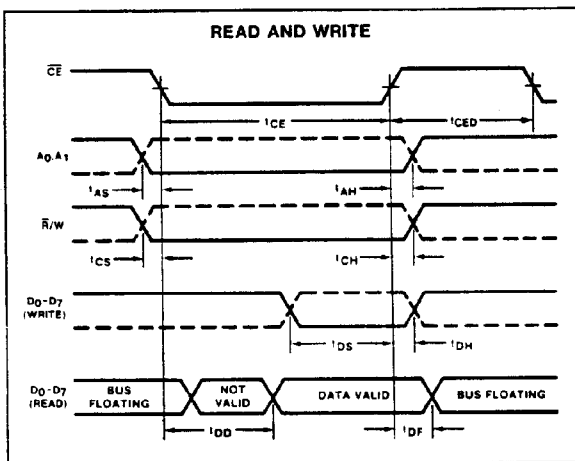 READ AND WRITE
CE
tCE
tCED
A0.A1
tAS
tAH
R/W
tCS
tCH
D0-D7
(WRITE)
tDS
tDH
D0-D7
(READ)
BUS
FLOATING
NOT
VALID
DATA VALID
BUS FLOATING
tDD
tDF